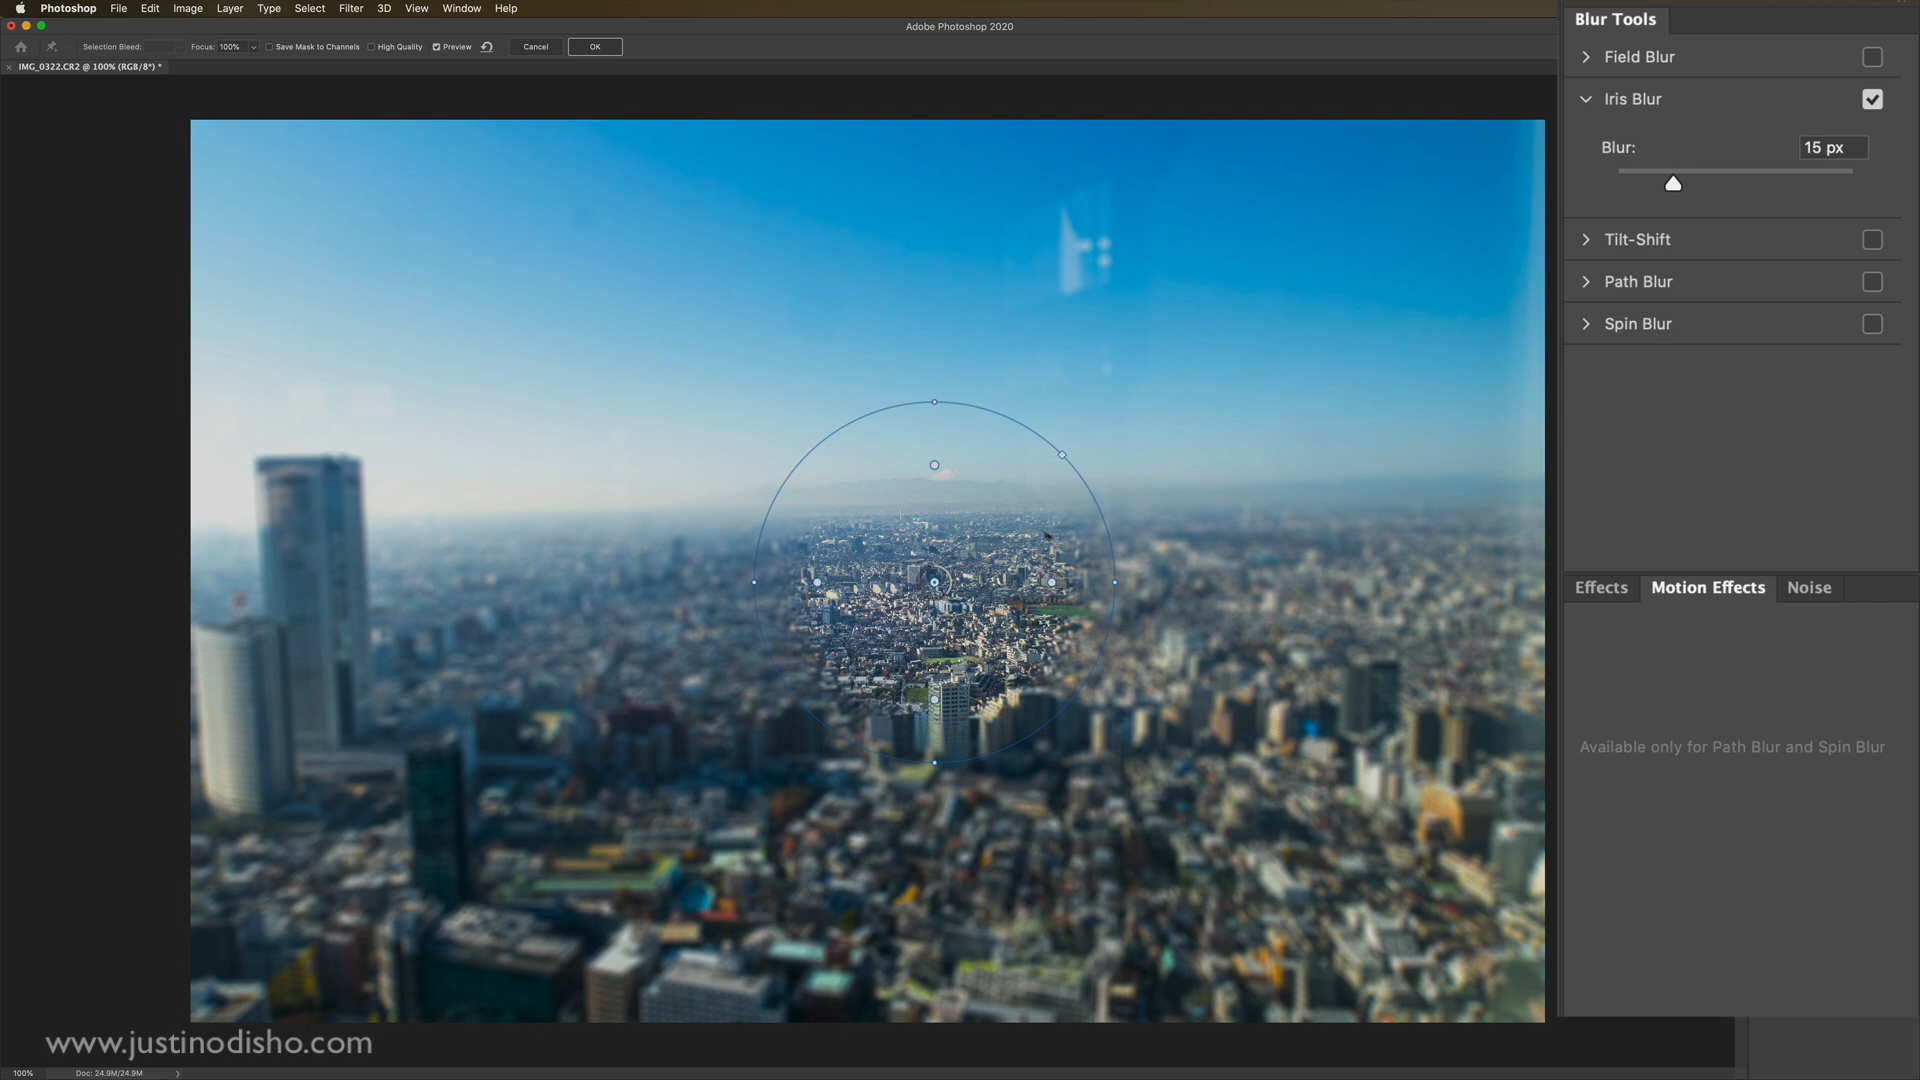 Photoshop File Edit Image Layer Type Select Filter 3D View Window Help
Adobe Photoshop 2020
Selection Bleed: Focus: 100% Save Mask to Channels High Quality Preview Cancel OK
IMG_0322.CR2 @ 100% (RGB/8*) *
Blur Tools
Field Blur
Iris Blur
Blur: 15 px
Tilt-Shift
Path Blur
Spin Blur
Effects Motion Effects Noise
Available only for Path Blur and Spin Blur
www.justinodisho.com
100% Doc: 24.9M/24.9M